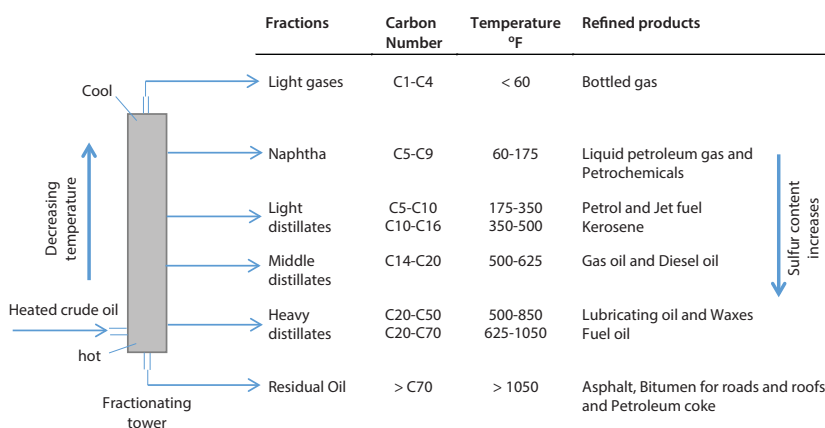 Fractions Carbon Number Temperature °F Refined products
Cool
Light gases C1-C4 < 60 Bottled gas
Naphtha C5-C9 60-175 Liquid petroleum gas and
Petrochemicals
Decreasing
temperature
Light C5-C10 175-350 Petrol and Jet fuel
distillates C10-C16 350-500 Kerosene
Sulfur content
increases
Middle C14-C20 500-625 Gas oil and Diesel oil
distillates
Heated crude oil
Heavy C20-C50 500-850 Lubricating oil and Waxes
distillates C20-C70 625-1050 Fuel oil
hot
Residual Oil > C70 > 1050 Asphalt, Bitumen for roads and roofs
and Petroleum coke
Fractionating
tower